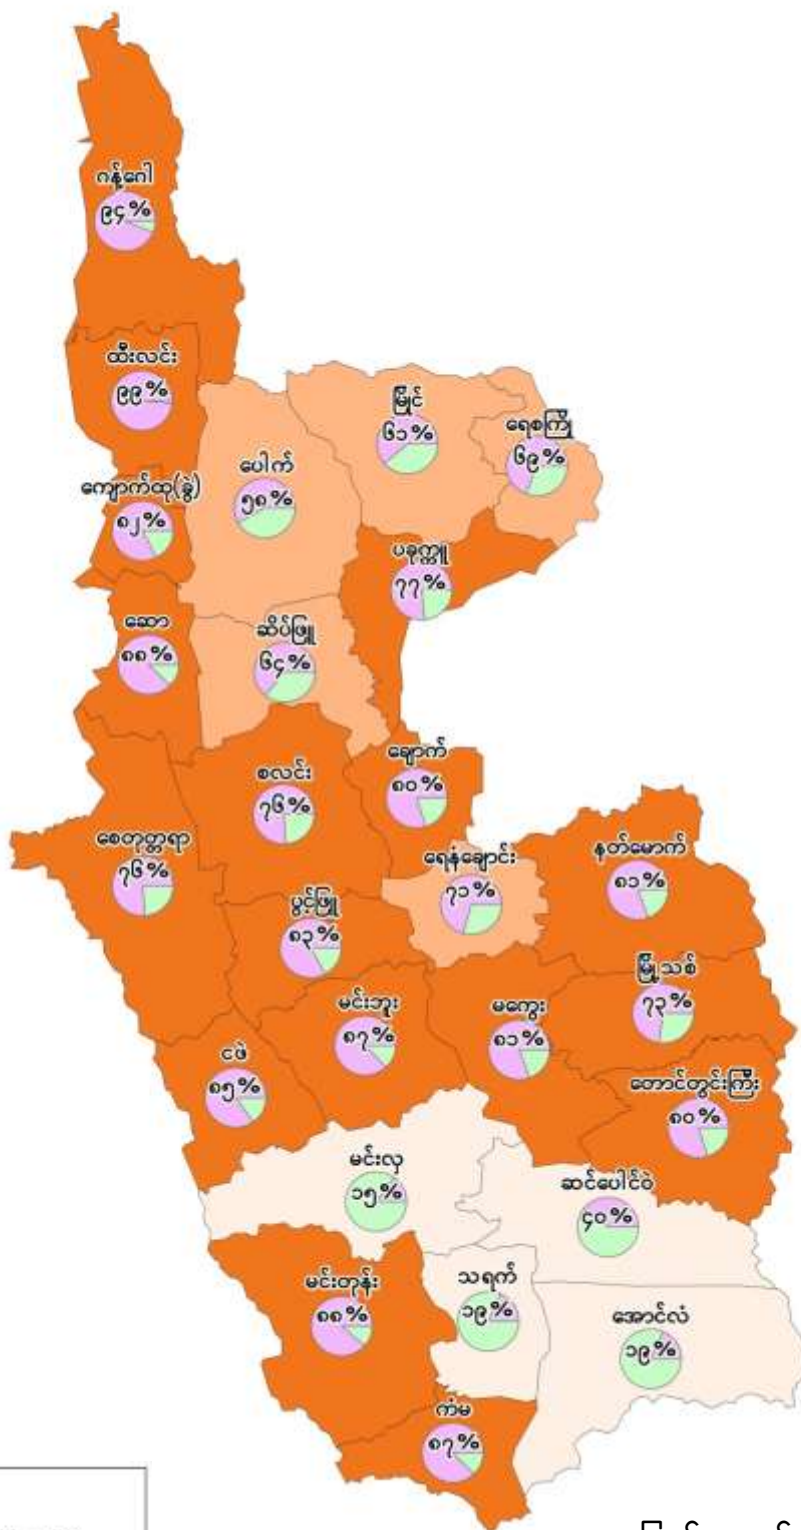 ဂန့်ဂေါ
၉၄%
ထီးလင်း
၉၉%
မြိုင်
၆၁%
ရေစကြို
၆၉%
ပေါက်
၅၈%
ကျောက်ထု(ခွဲ)
၈၂%
ပခုက္ကူ
၇၇%
ဆော
၈၈%
ဆိပ်ဖြူ
၆၄%
ချောက်
၈၀%
စလင်း
၇၆%
စေတုတ္တရာ
၇၆%
ရေနံချောင်း
၇၁%
နတ်မောက်
၈၁%
ပွင့်ဖြူ
၈၃%
မြို့သစ်
၇၃%
မင်းဘူး
၈၇%
မကွေး
၈၁%
ငဖဲ
၈၅%
တောင်တွင်းကြီး
၈၀%
မင်းလှ
၁၅%
ဆင်ပေါင်ဝဲ
၄၀%
မင်းတုန်း
၈၈%
သရက်
၁၉%
အောင်လံ
၁၉%
ကံမ
၈၇%